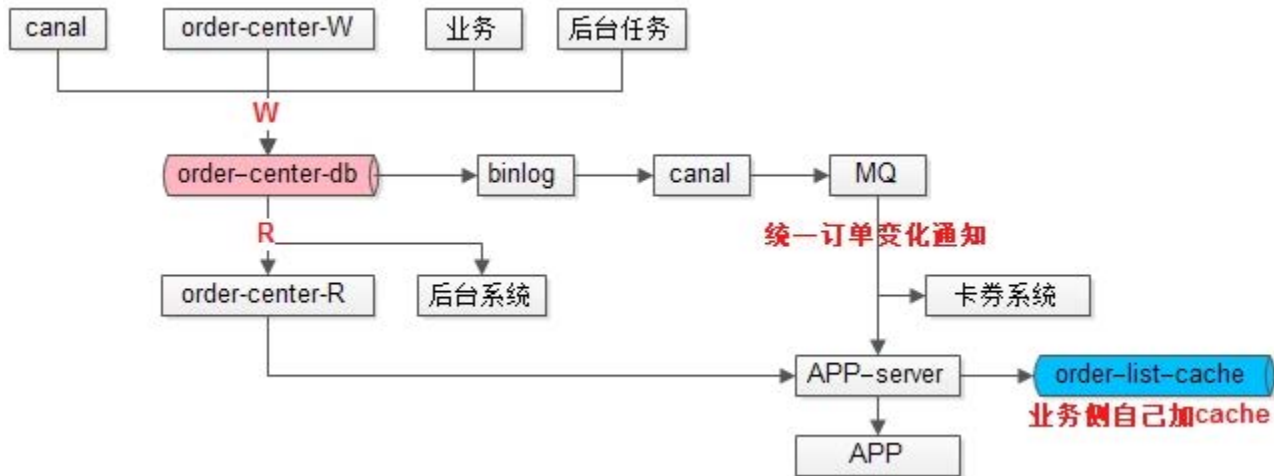 canal
order-center-W
业务
后台任务
W
order-center-db
binlog
canal
MQ
R
统一订单变化通知
order-center-R
后台系统
卡券系统
APP-server
order-list-cache
业务侧自己加cache
APP